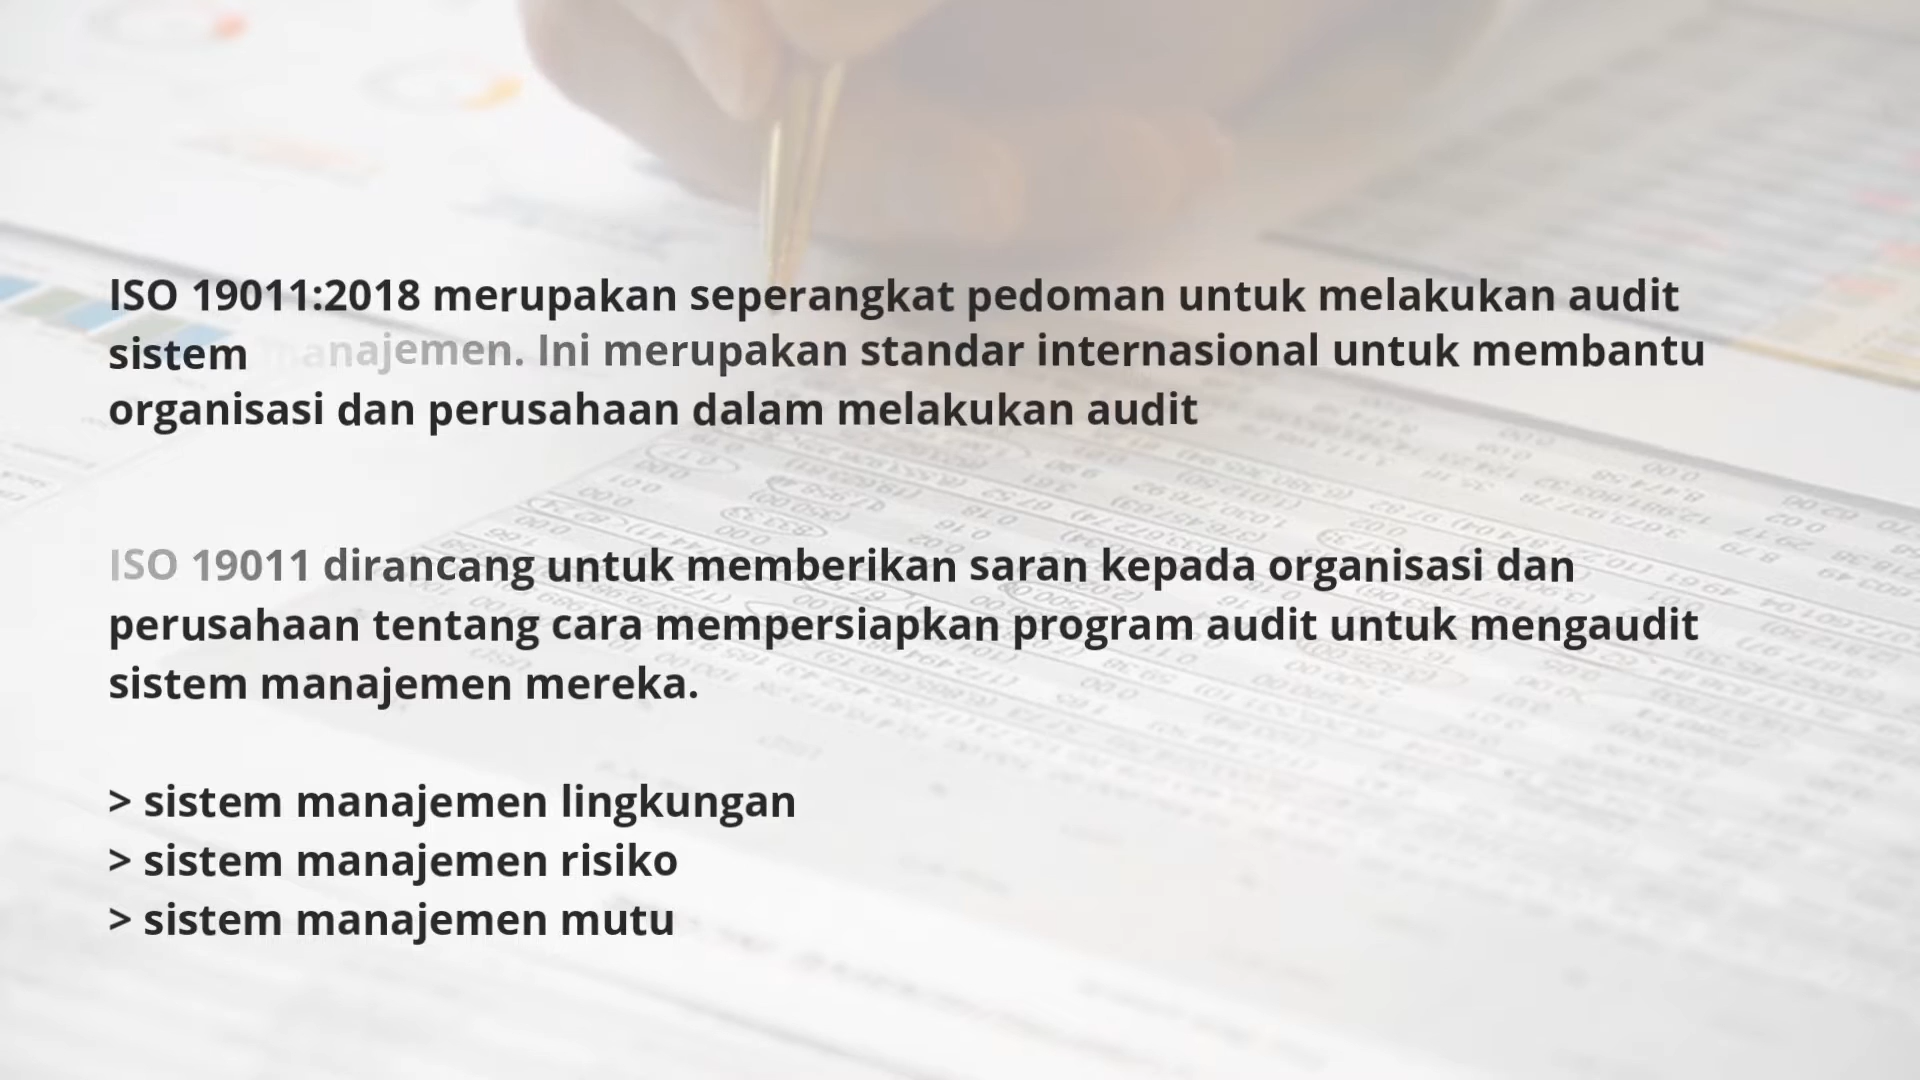 ISO 19011:2018 merupakan seperangkat pedoman untuk melakukan audit
sistem manajemen. Ini merupakan standar internasional untuk membantu
organisasi dan perusahaan dalam melakukan audit
ISO 19011 dirancang untuk memberikan saran kepada organisasi dan
perusahaan tentang cara mempersiapkan program audit untuk mengaudit
sistem manajemen mereka.
> sistem manajemen lingkungan
> sistem manajemen risiko
> sistem manajemen mutu